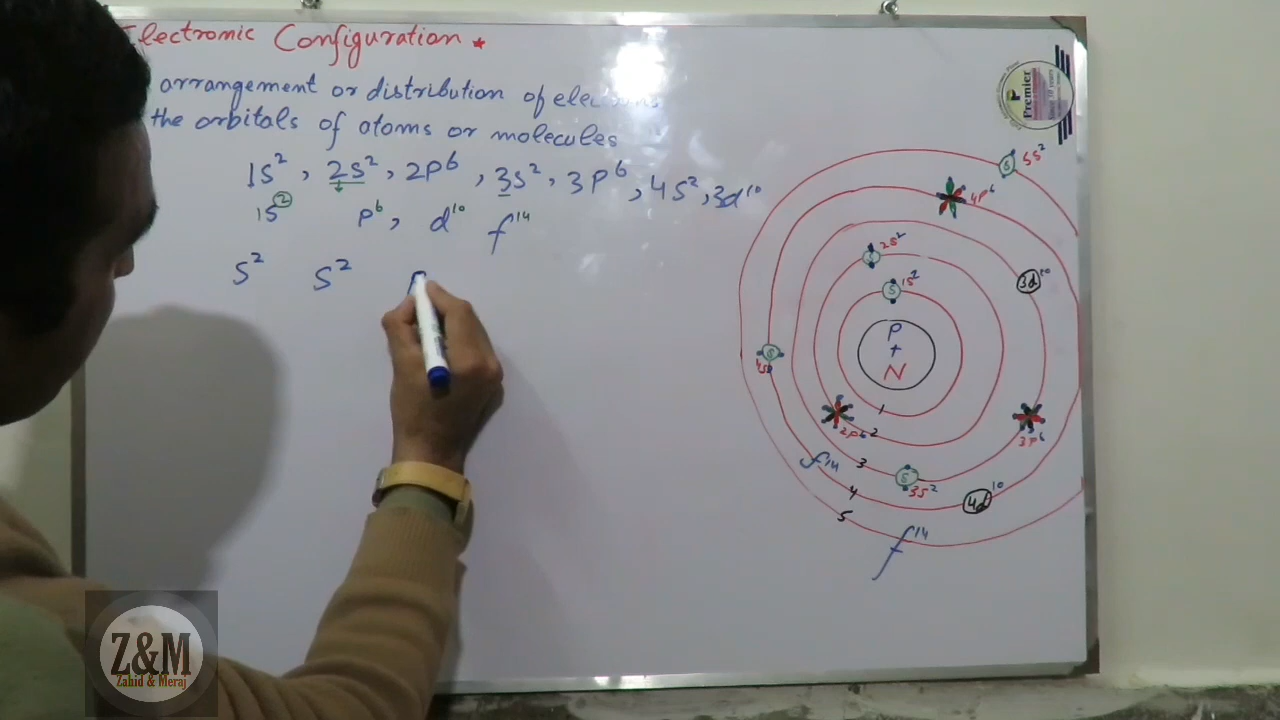 Electronic Configuration *
arrangement or distribution of electrons
the orbitals of atoms or molecules
1s², 2s², 2p⁶, 3s², 3p⁶, 4s², 3d¹⁰
1s² p⁶, d¹⁰ f¹⁴
s² s²
P Premier
5s²
4p⁶
2s²
s
3d¹⁰
s 1s²
P
+
N
s
4s
1
2p⁶ 2
3p⁶
f¹⁴ 3
s 3s²
4
4d¹⁰
5
f¹⁴
Z&M
Zahid & Meraj